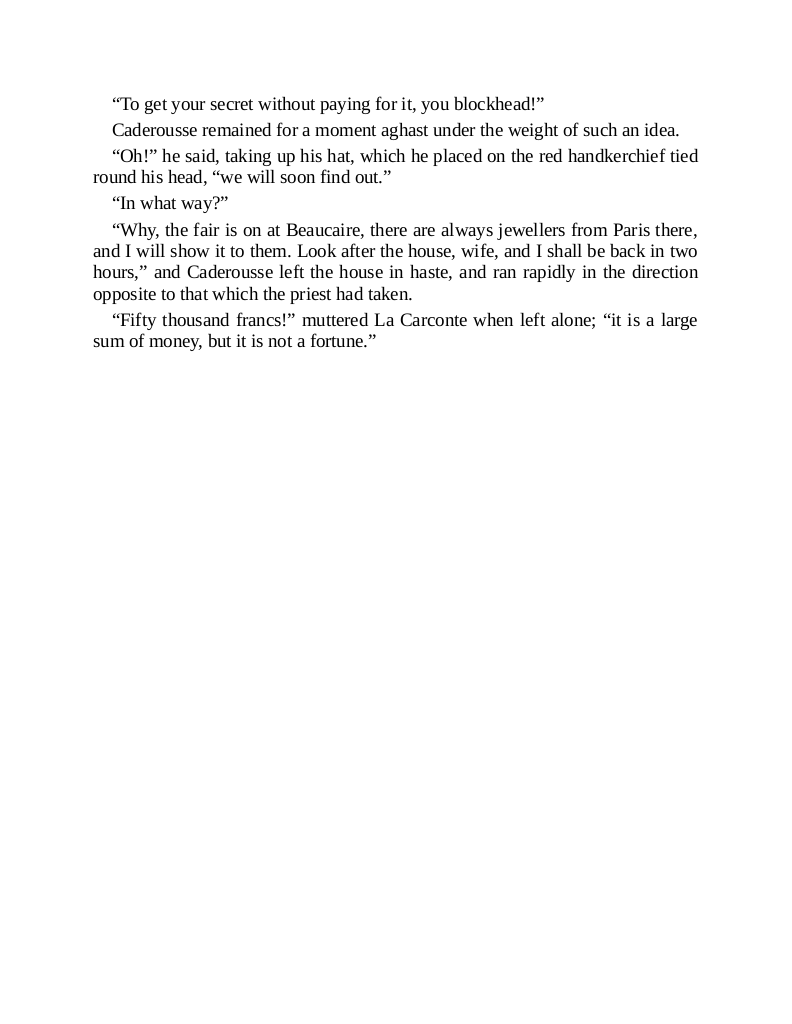 “To get your secret without paying for it, you blockhead!”
Caderousse remained for a moment aghast under the weight of such an idea.
“Oh!” he said, taking up his hat, which he placed on the red handkerchief tied
round his head, “we will soon find out.”
“In what way?”
“Why, the fair is on at Beaucaire, there are always jewellers from Paris there,
and I will show it to them. Look after the house, wife, and I shall be back in two
hours,” and Caderousse left the house in haste, and ran rapidly in the direction
opposite to that which the priest had taken.
“Fifty thousand francs!” muttered La Carconte when left alone; “it is a large
sum of money, but it is not a fortune.”